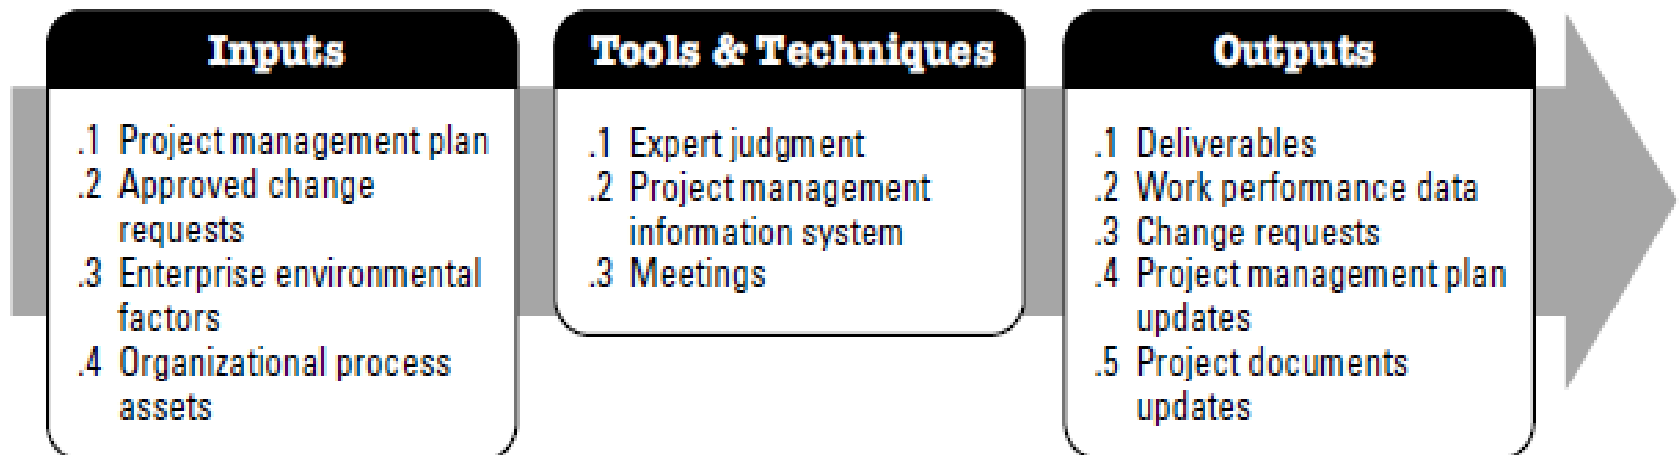 Inputs
.1 Project management plan
.2 Approved change
requests
.3 Enterprise environmental
factors
.4 Organizational process
assets
Tools & Techniques
.1 Expert judgment
.2 Project management
information system
.3 Meetings
Outputs
.1 Deliverables
.2 Work performance data
.3 Change requests
.4 Project management plan
updates
.5 Project documents
updates